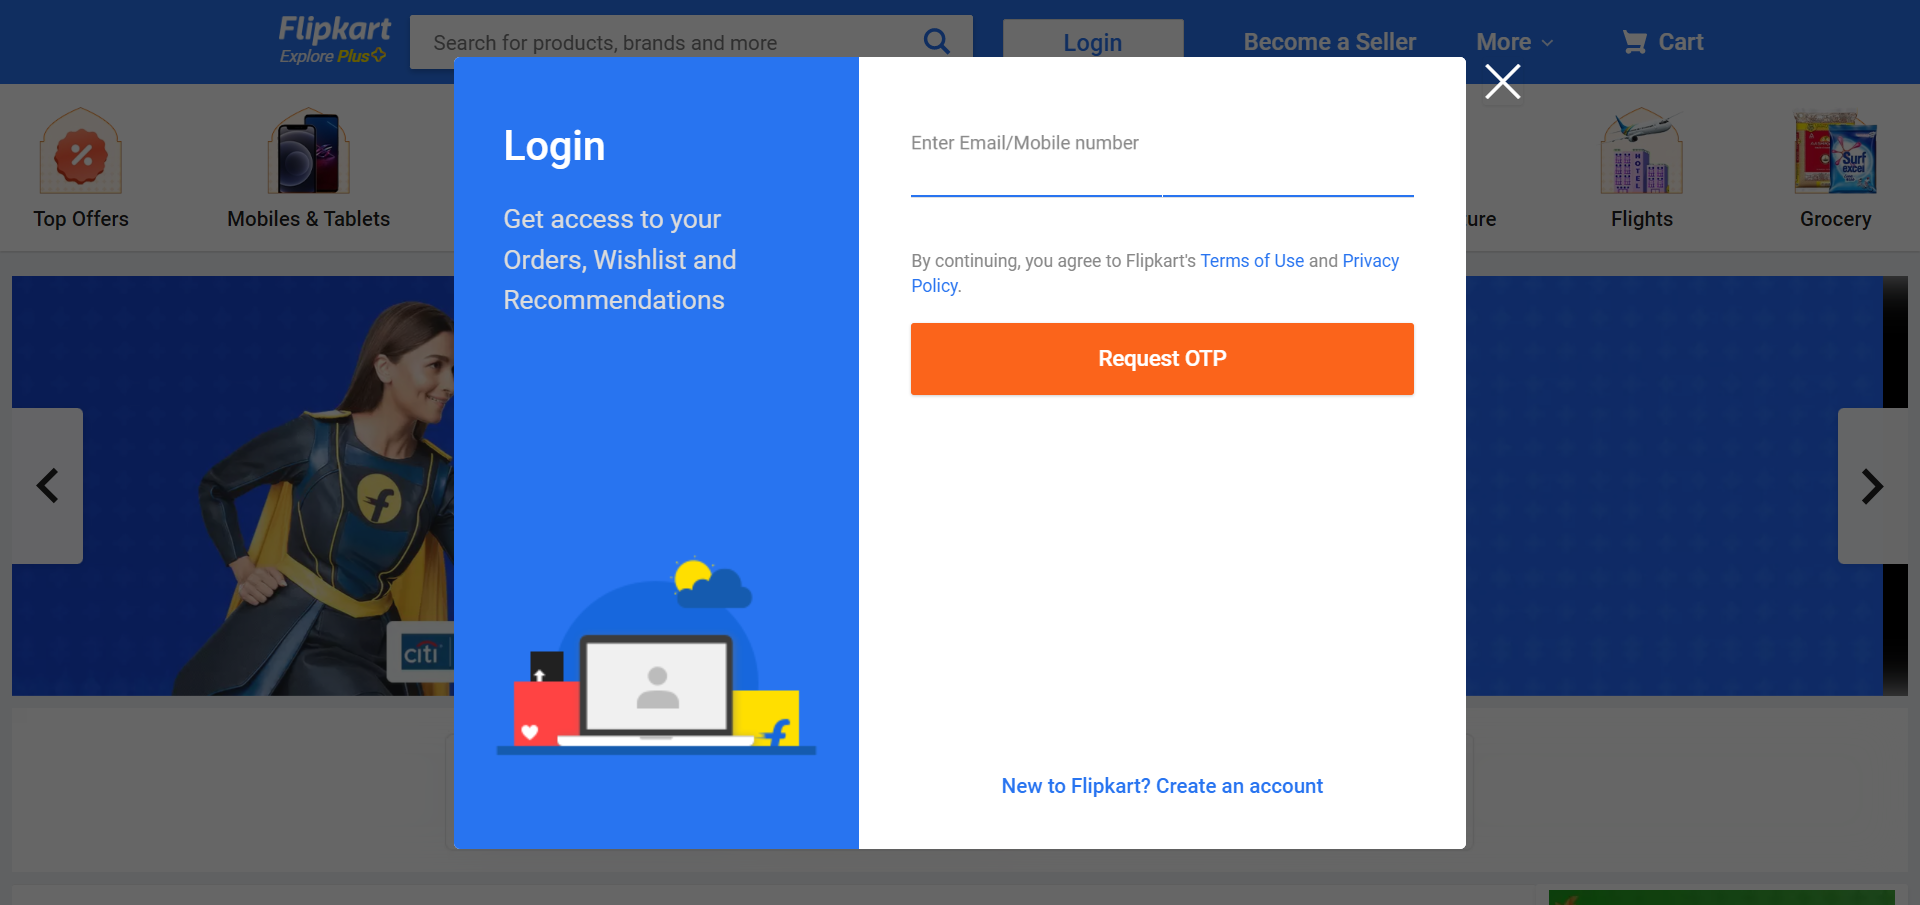 Flipkart
Explore Plus
Search for products, brands and more
Login
Become a Seller
More
Cart
Top Offers
Mobiles & Tablets
ure
Flights
Grocery
HOTEL
Surf
excel
Login
Get access to your
Orders, Wishlist and
Recommendations
Enter Email/Mobile number
By continuing, you agree to Flipkart's Terms of Use and Privacy
Policy.
Request OTP
New to Flipkart? Create an account
citi